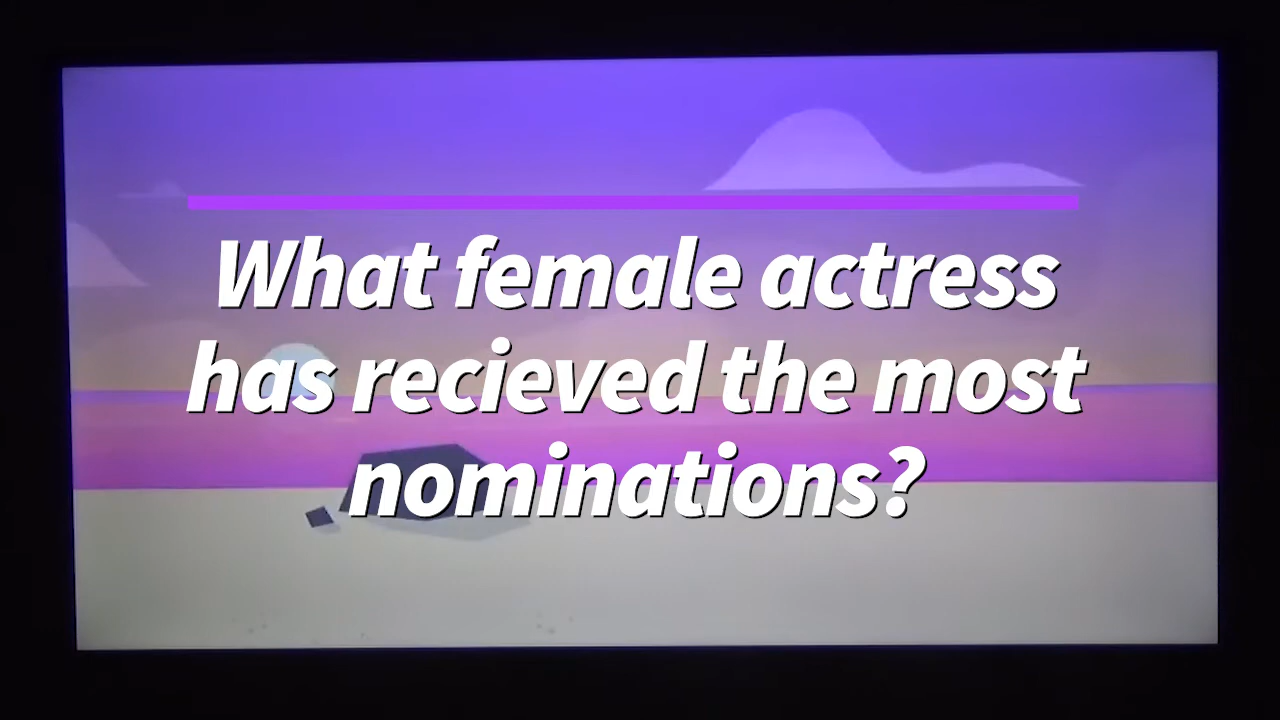 What female actress
has recieved the most
nominations?